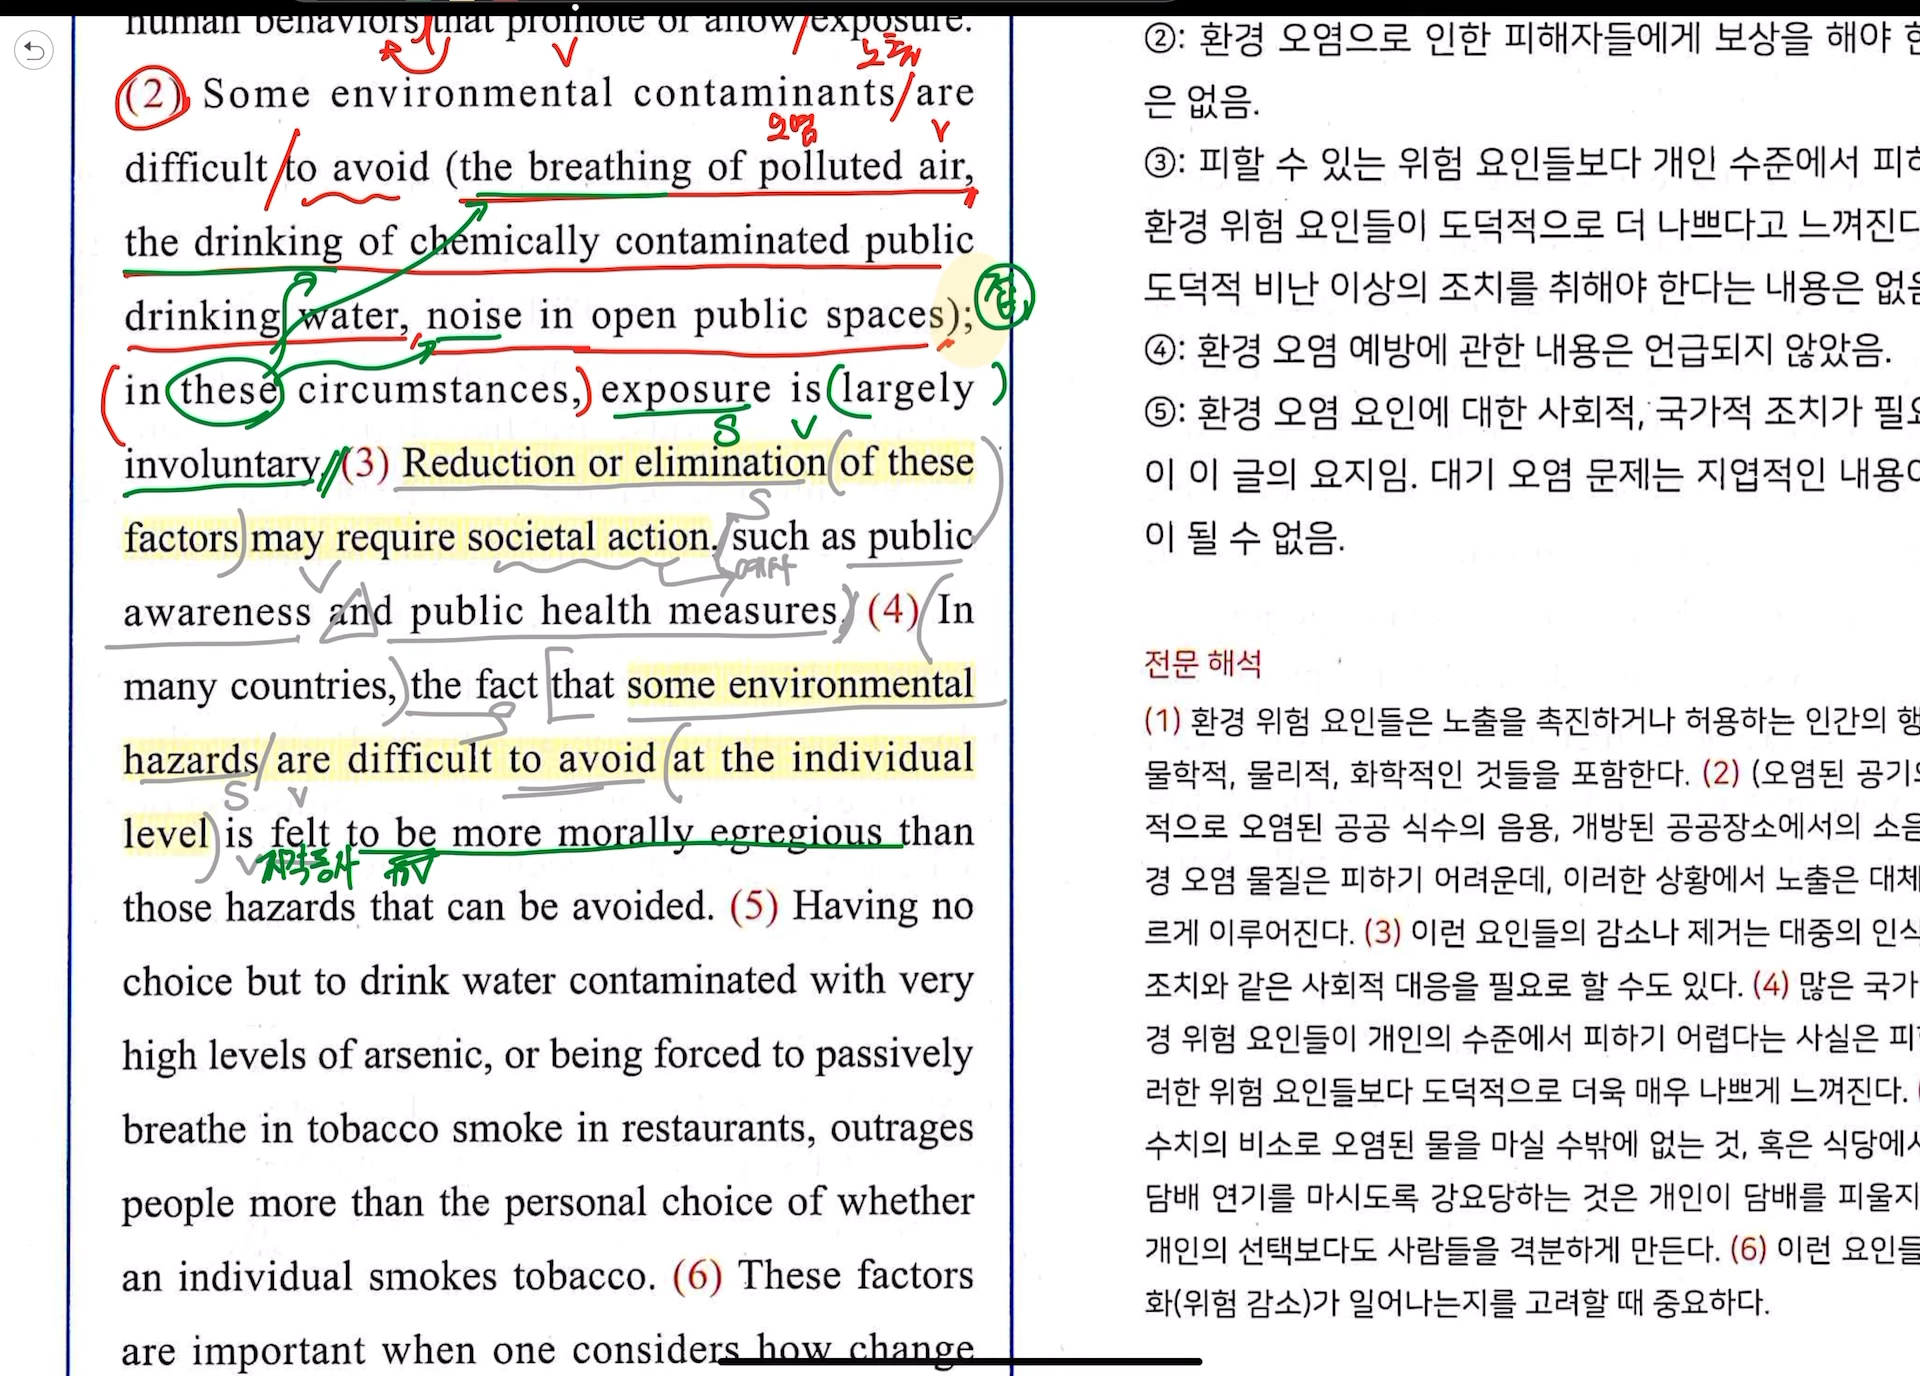 human behaviors that promote or allow exposure.
노출
(2) Some environmental contaminants are
오염 V
difficult to avoid (the breathing of polluted air,
the drinking of chemically contaminated public
drinking water, noise in open public spaces);
in these circumstances, exposure is largely
S V
involuntary. (3) Reduction or elimination of these
S
factors may require societal action, such as public
V
awareness and public health measures. (4) In
many countries, the fact that some environmental
S
hazards are difficult to avoid at the individual
S V
level is felt to be more morally egregious than
V 지각동사
those hazards that can be avoided. (5) Having no
choice but to drink water contaminated with very
high levels of arsenic, or being forced to passively
breathe in tobacco smoke in restaurants, outrages
people more than the personal choice of whether
an individual smokes tobacco. (6) These factors
are important when one considers how change
②: 환경 오염으로 인한 피해자들에게 보상을 해야
은 없음.
③: 피할 수 있는 위험 요인들보다 개인 수준에서 피하
환경 위험 요인들이 도덕적으로 더 나쁘다고 느껴진다
도덕적 비난 이상의 조치를 취해야 한다는 내용은 없음
④: 환경 오염 예방에 관한 내용은 언급되지 않았음.
⑤: 환경 오염 요인에 대한 사회적, 국가적 조치가 필요
이 이 글의 요지임. 대기 오염 문제는 지엽적인 내용
이 될 수 없음.
전문 해석
(1) 환경 위험 요인들은 노출을 촉진하거나 허용하는 인간의 행
물학적, 물리적, 화학적인 것들을 포함한다. (2) (오염된 공기의
적으로 오염된 공공 식수의 음용, 개방된 공공장소에서의 소음
경 오염 물질은 피하기 어려운데, 이러한 상황에서 노출은 대체
르게 이루어진다. (3) 이런 요인들의 감소나 제거는 대중의 인식
조치와 같은 사회적 대응을 필요로 할 수도 있다. (4) 많은 국가
경 위험 요인들이 개인의 수준에서 피하기 어렵다는 사실은 피
러한 위험 요인들보다 도덕적으로 더욱 매우 나쁘게 느껴진다.
수치의 비소로 오염된 물을 마실 수밖에 없는 것, 혹은 식당에서
담배 연기를 마시도록 강요당하는 것은 개인이 담배를 피울지
개인의 선택보다도 사람들을 격분하게 만든다. (6) 이런 요인들
화(위험 감소)가 일어나는지를 고려할 때 중요하다.